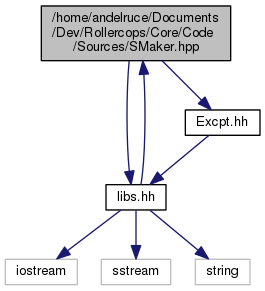 /home/andelruce/Documents
/Dev/Rollercops/Core/Code
/Sources/SMaker.hpp
Excpt.hh
libs.hh
iostream
sstream
string